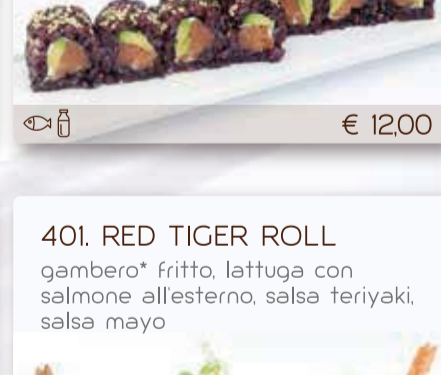 € 12,00
401. RED TIGER ROLL
gambero* fritto, lattuga con
salmone all'esterno, salsa teriyaki,
salsa mayo